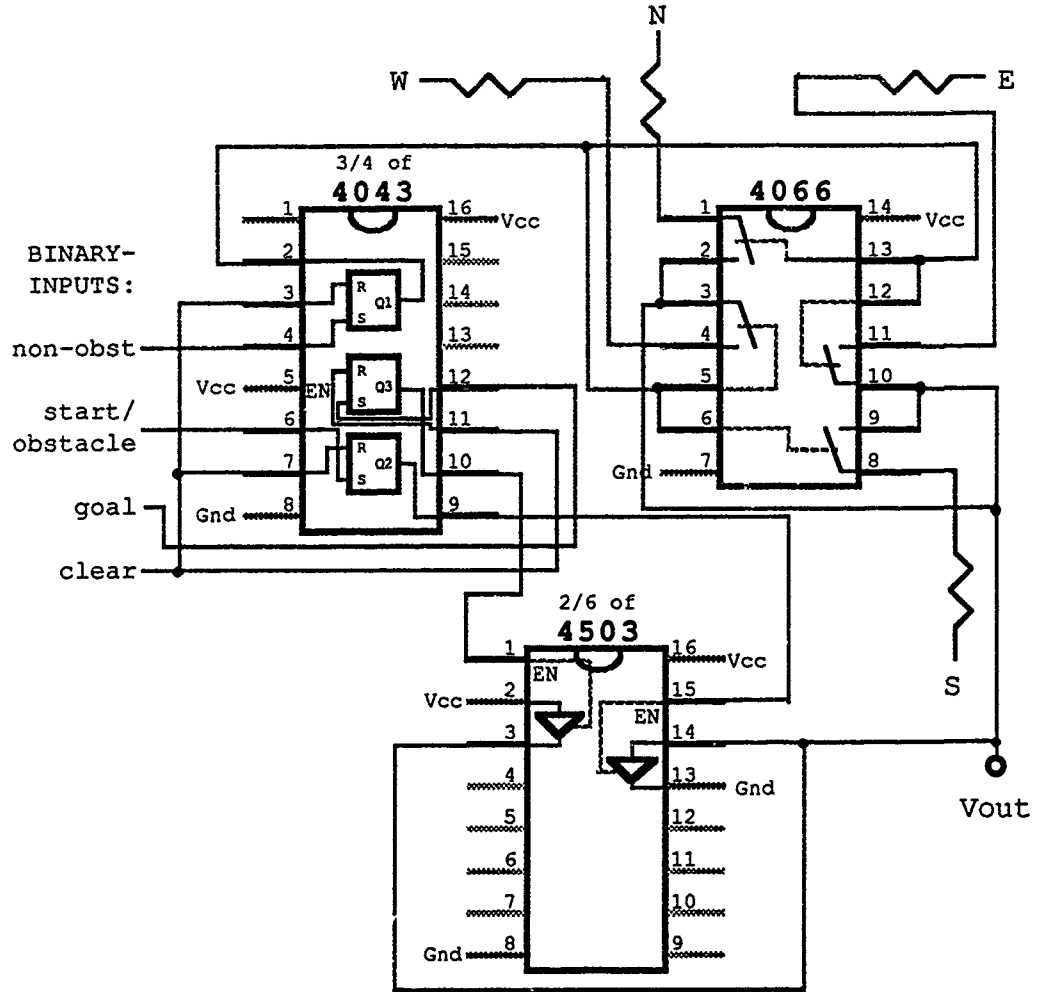 N
W
E
3/4 of
4043
4066
1
16
Vcc
1
14
Vcc
BINARY-
INPUTS:
2
15
2
13
3
R
Q1
S
14
3
12
non-obst
4
13
4
11
Vcc
5
EN
R
Q3
S
12
5
10
start/
obstacle
6
11
6
9
7
R
Q2
S
10
Gnd
7
8
goal
Gnd
8
9
clear
2/6 of
4503
1
EN
16
Vcc
S
Vcc
2
15
EN
3
14
4
13
Gnd
Vout
5
12
6
11
7
10
Gnd
8
9